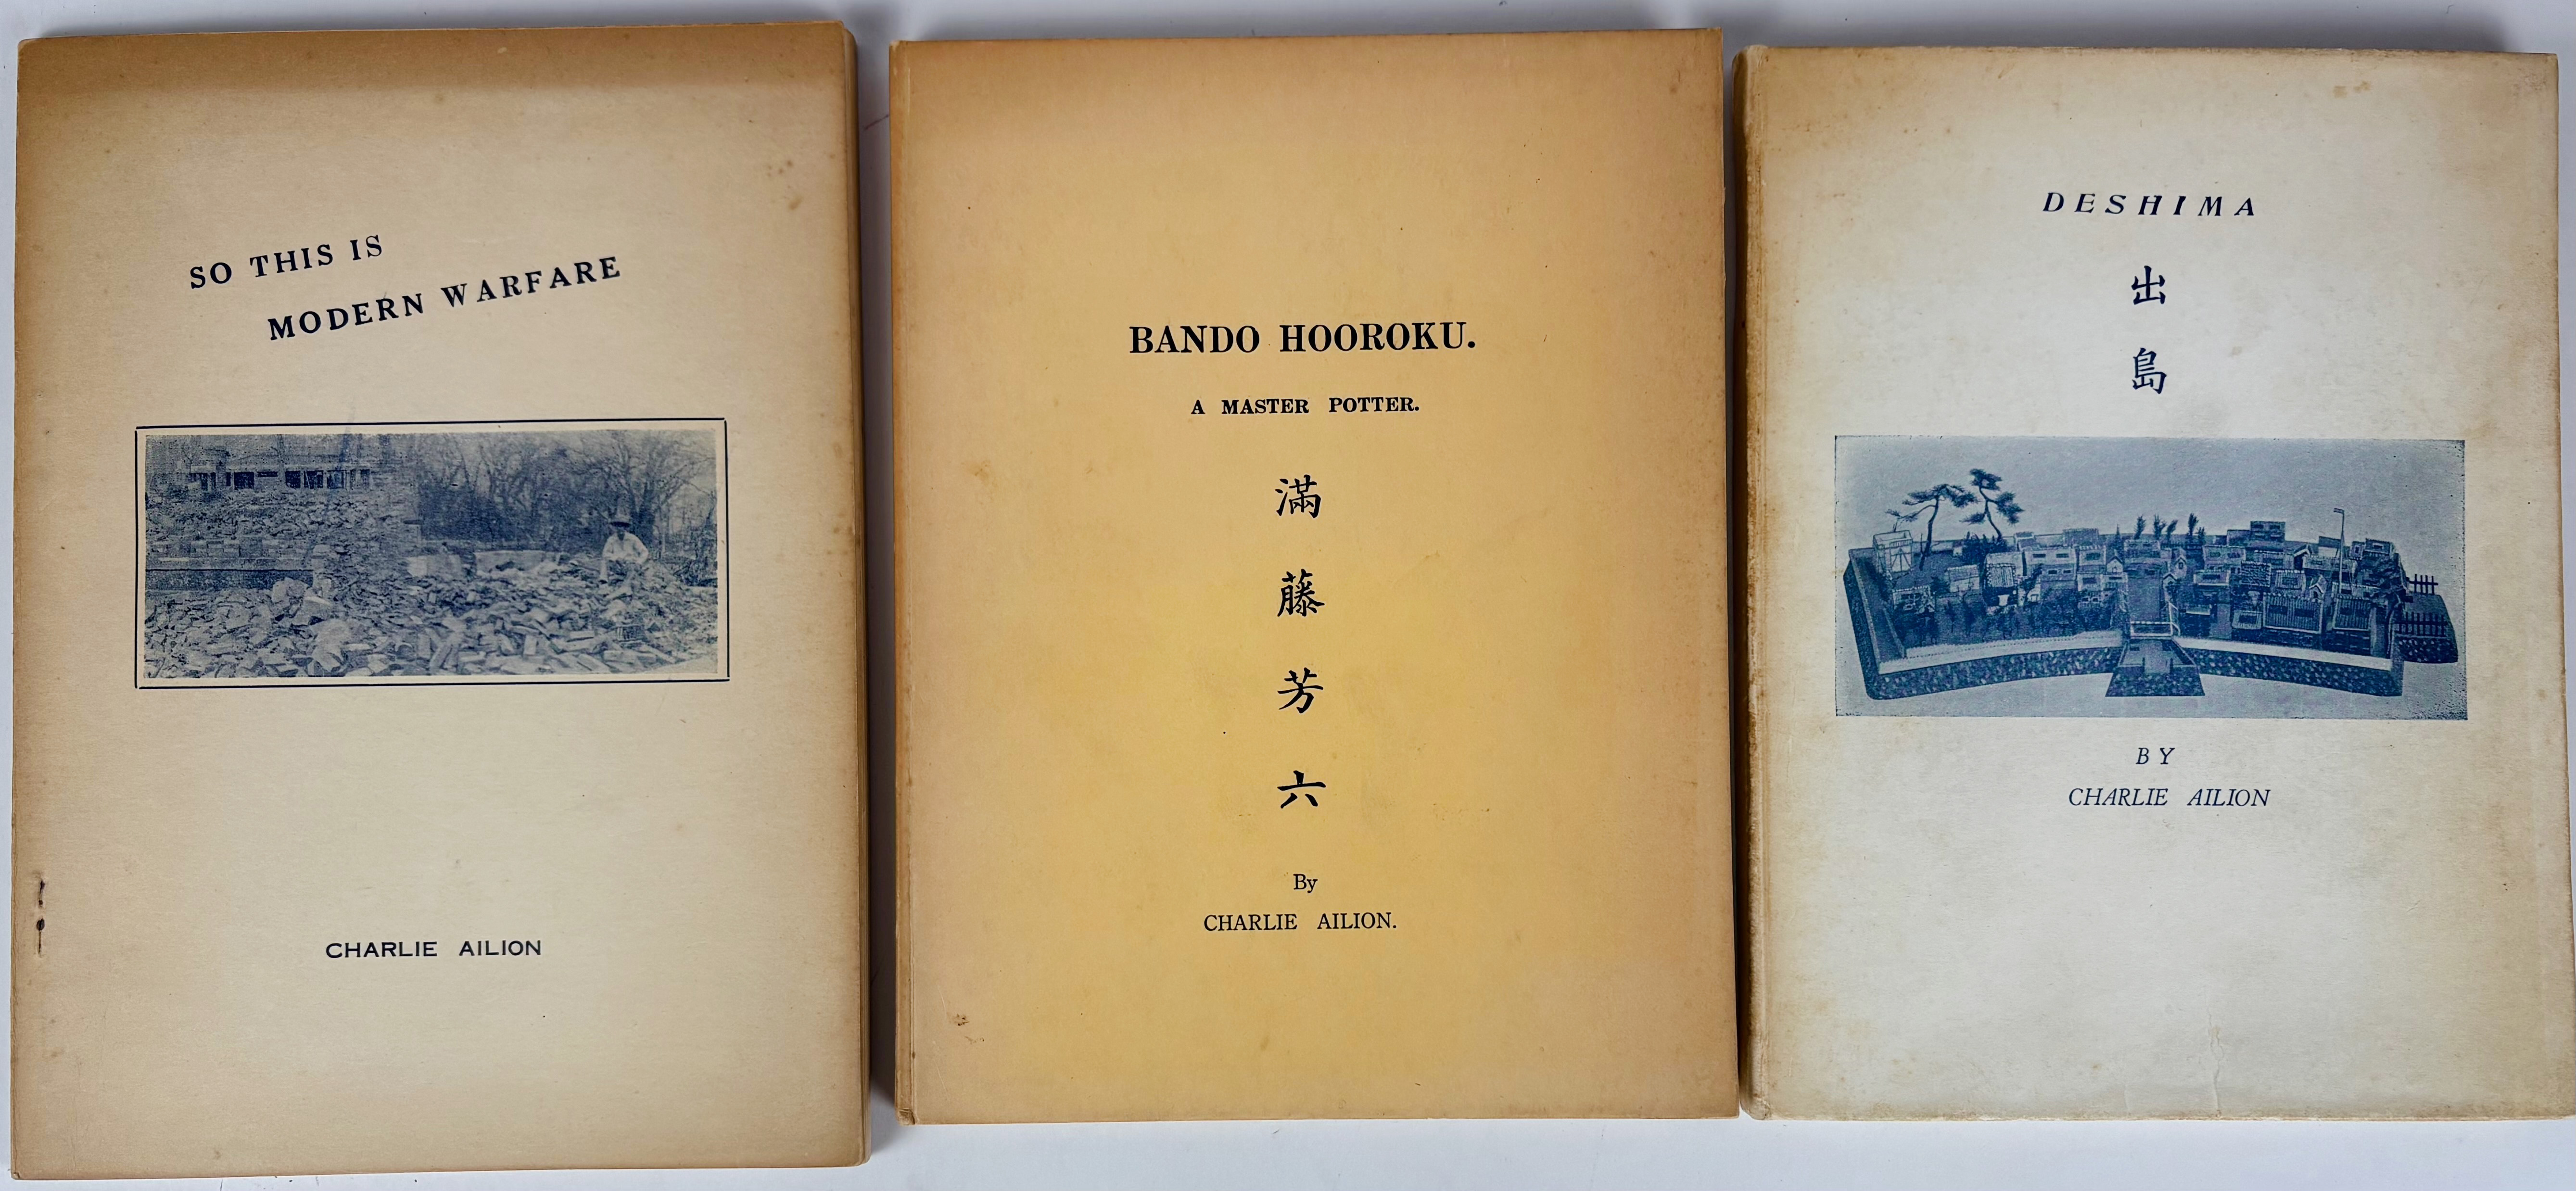 SO THIS IS
MODERN WARFARE
CHARLIE AILION
BANDO HOOROKU.
A MASTER POTTER.
滿
藤
芳
六
By
CHARLIE AILION.
DESHIMA
出
島
BY
CHARLIE AILION